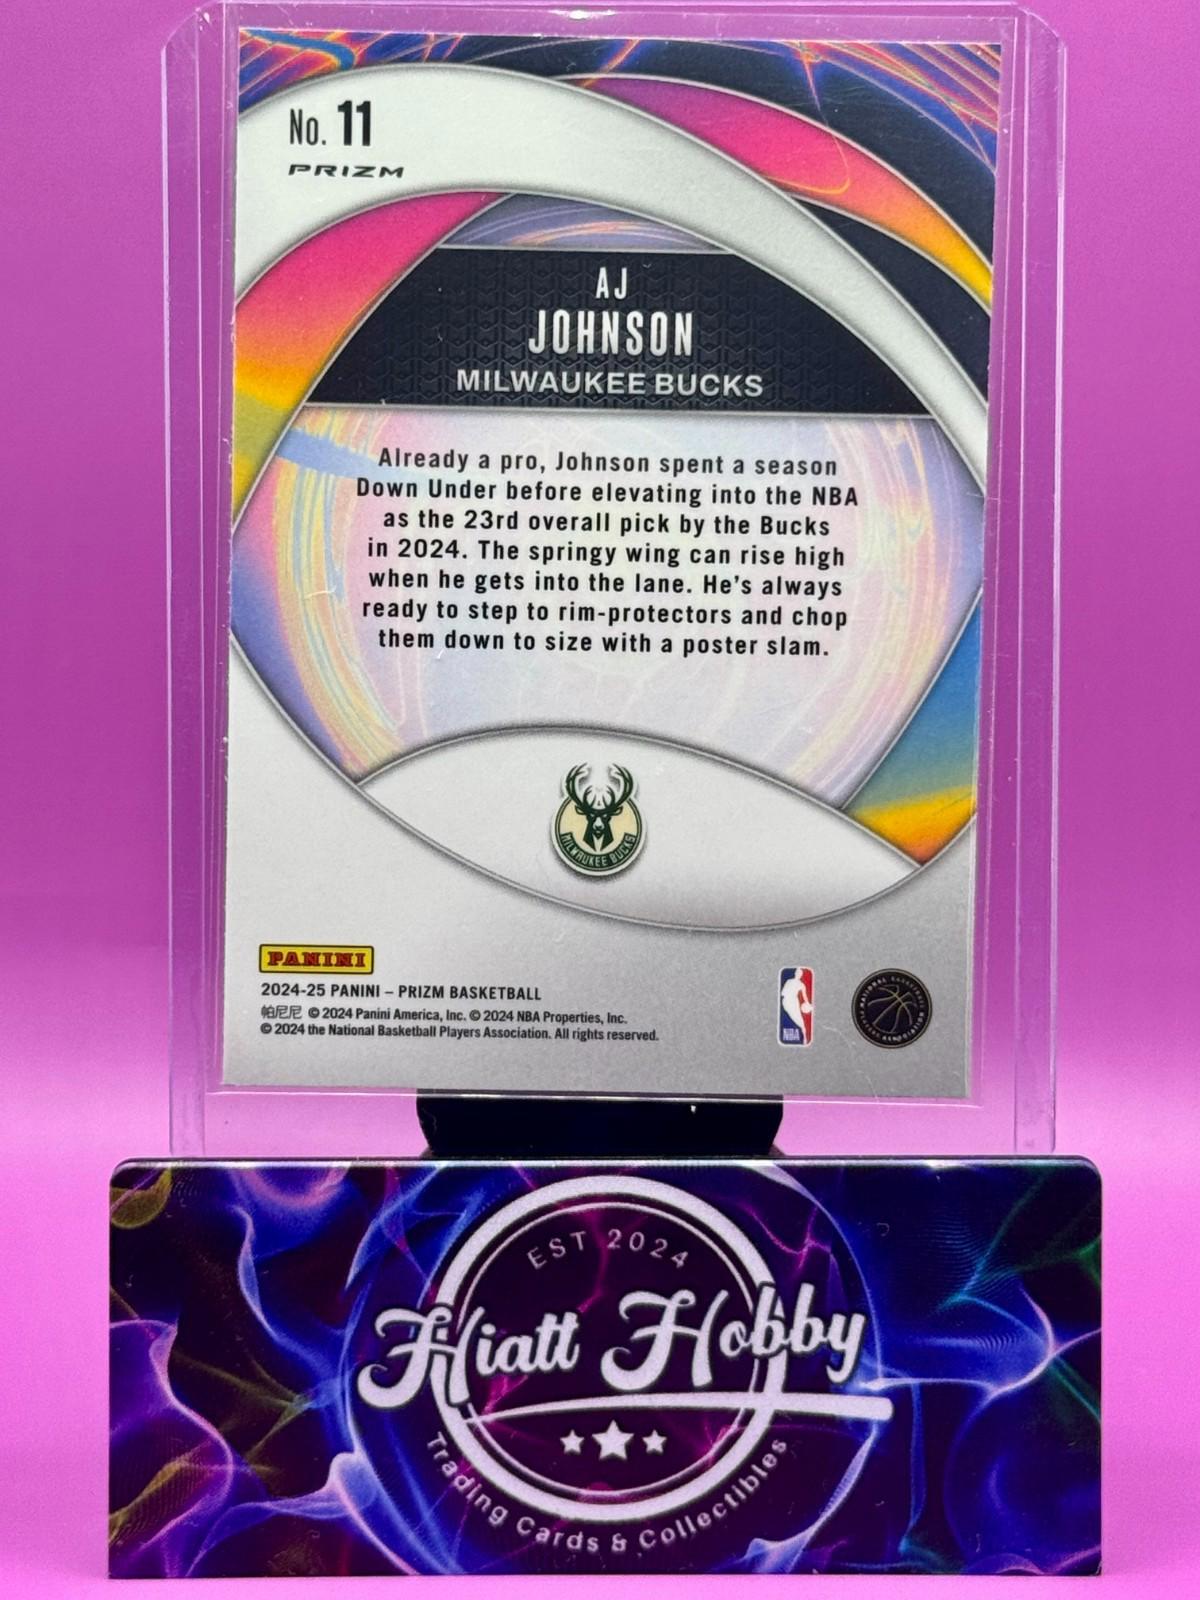 No. 11
PRIZM
AJ
JOHNSON
MILWAUKEE BUCKS
Already a pro, Johnson spent a season
Down Under before elevating into the NBA
as the 23rd overall pick by the Bucks
in 2024. The springy wing can rise high
when he gets into the lane. He's always
ready to step to rim-protectors and chop
them down to size with a poster slam.
MILWAUKEE BUCKS
PANINI
2024-25 PANINI – PRIZM BASKETBALL
帕尼尼 © 2024 Panini America, Inc. © 2024 NBA Properties, Inc.
© 2024 the National Basketball Players Association. All rights reserved.
NBA
NATIONAL BASKETBALL
PLAYERS ASSOCIATION
EST 2024
Hiatt Hobby
Trading Cards & Collectibles